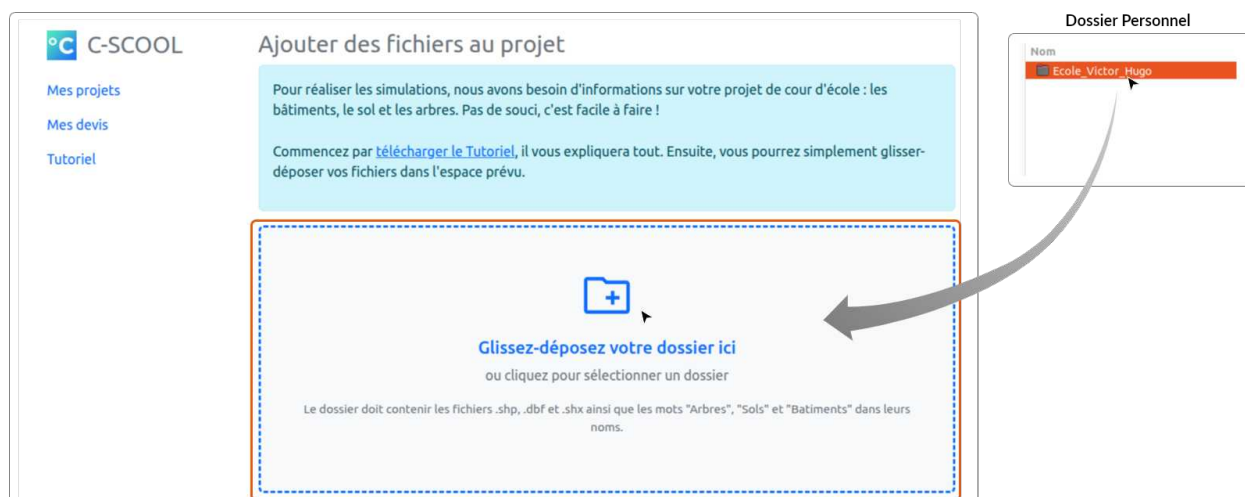 °C C-SCOOL
Mes projets
Mes devis
Tutoriel
Ajouter des fichiers au projet
Pour réaliser les simulations, nous avons besoin d'informations sur votre projet de cour d'école : les
bâtiments, le sol et les arbres. Pas de souci, c'est facile à faire !
Commencez par télécharger le Tutoriel, il vous expliquera tout. Ensuite, vous pourrez simplement glisser-
déposer vos fichiers dans l'espace prévu.
Glissez-déposez votre dossier ici
ou cliquez pour sélectionner un dossier
Le dossier doit contenir les fichiers .shp, .dbf et .shx ainsi que les mots "Arbres", "Sols" et "Batiments" dans leurs
noms.
Dossier Personnel
Nom
Ecole_Victor_Hugo